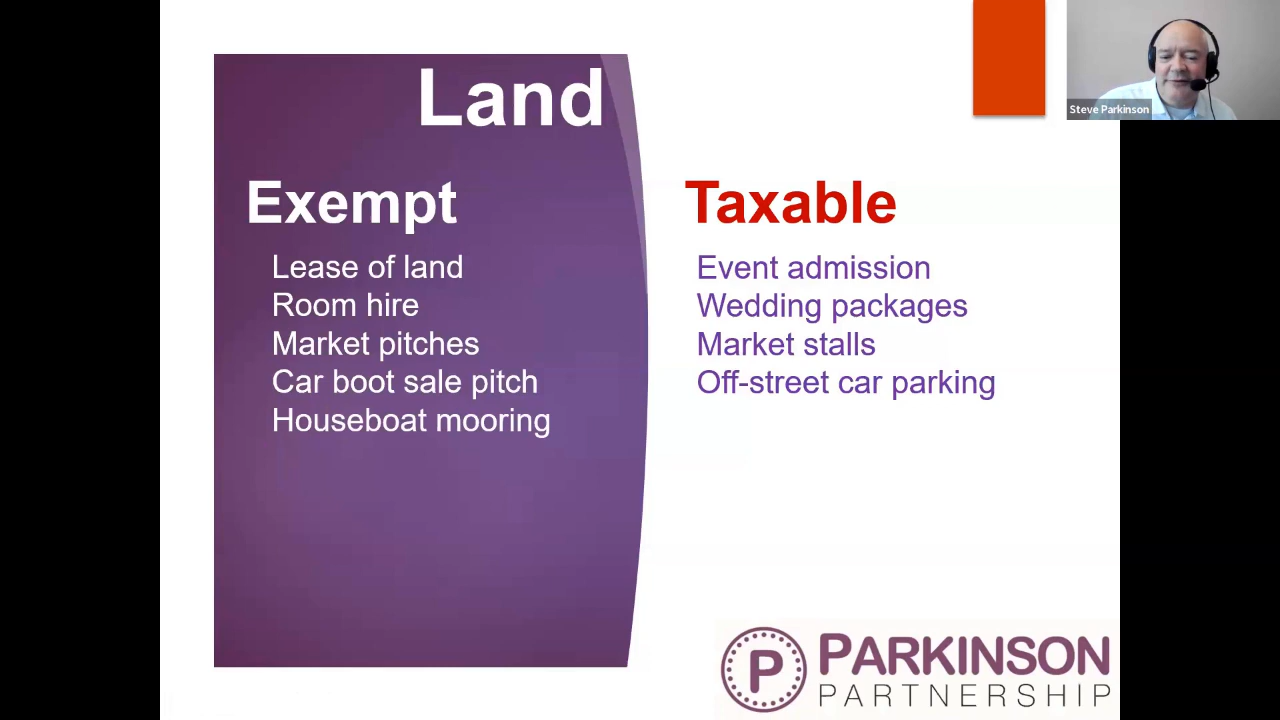 Land
Steve Parkinson
Exempt
Lease of land
Room hire
Market pitches
Car boot sale pitch
Houseboat mooring
Taxable
Event admission
Wedding packages
Market stalls
Off-street car parking
P
PARKINSON
PARTNERSHIP